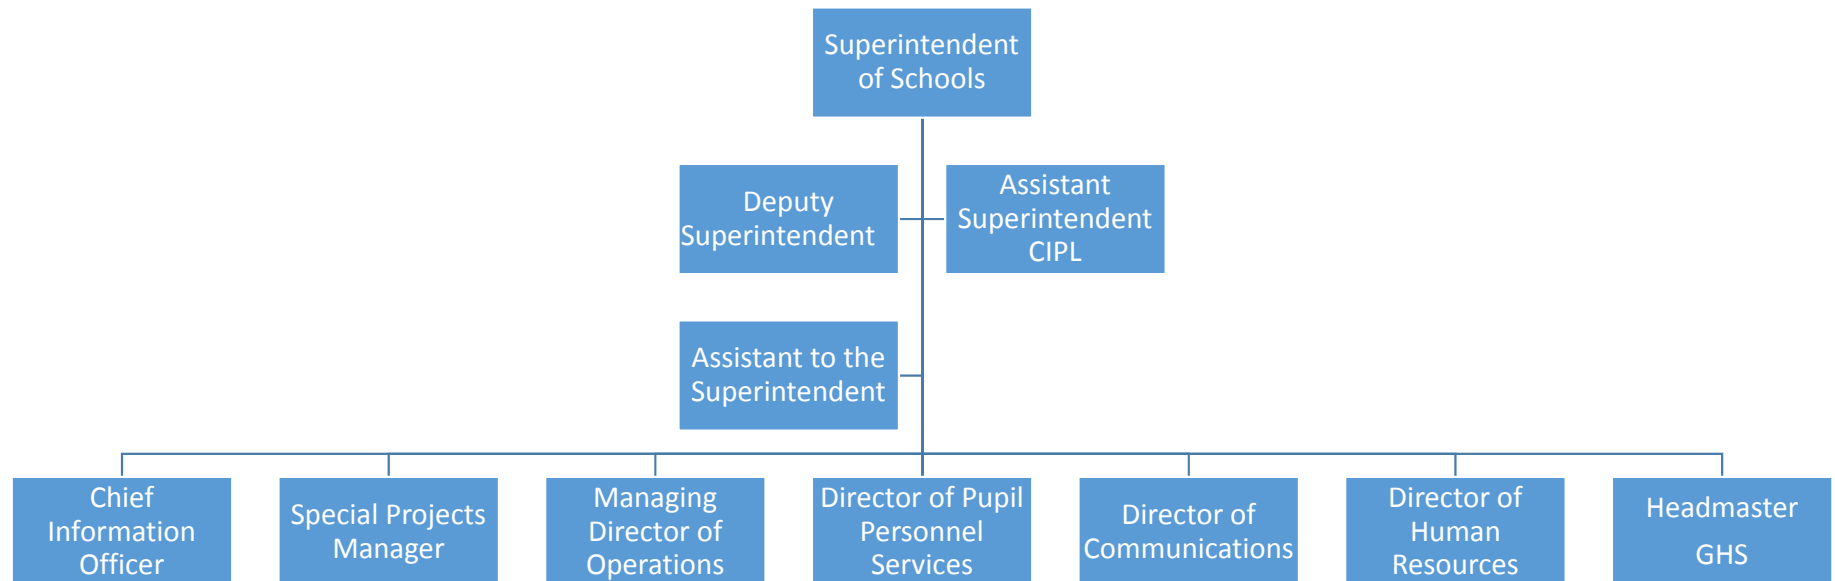 Superintendent
of Schools
Deputy
Superintendent
Assistant
Superintendent
CIPL
Assistant to the
Superintendent
Chief
Information
Officer
Special Projects
Manager
Managing
Director of
Operations
Director of Pupil
Personnel
Services
Director of
Communications
Director of
Human
Resources
Headmaster
GHS